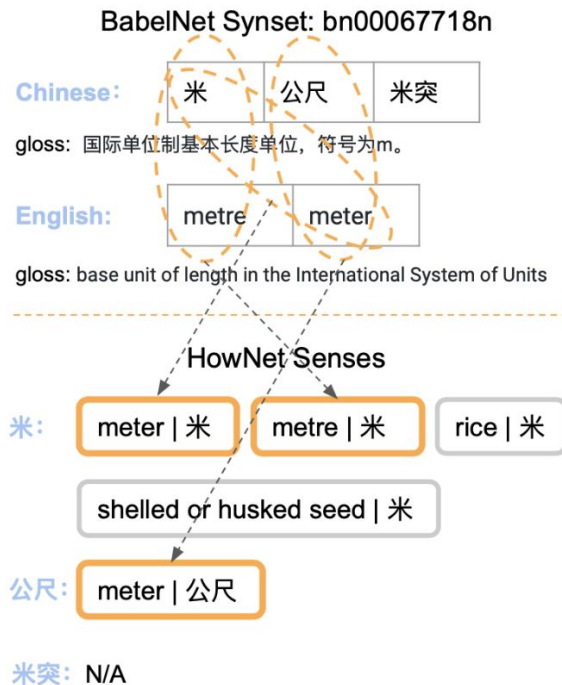 BabelNet Synset: bn00067718n
Chinese: 米 公尺 米突
gloss: 国际单位制基本长度单位，符号为m。
English: metre meter
gloss: base unit of length in the International System of Units
HowNet Senses
米: meter | 米 metre | 米 rice | 米
shelled or husked seed | 米
公尺: meter | 公尺
米突: N/A